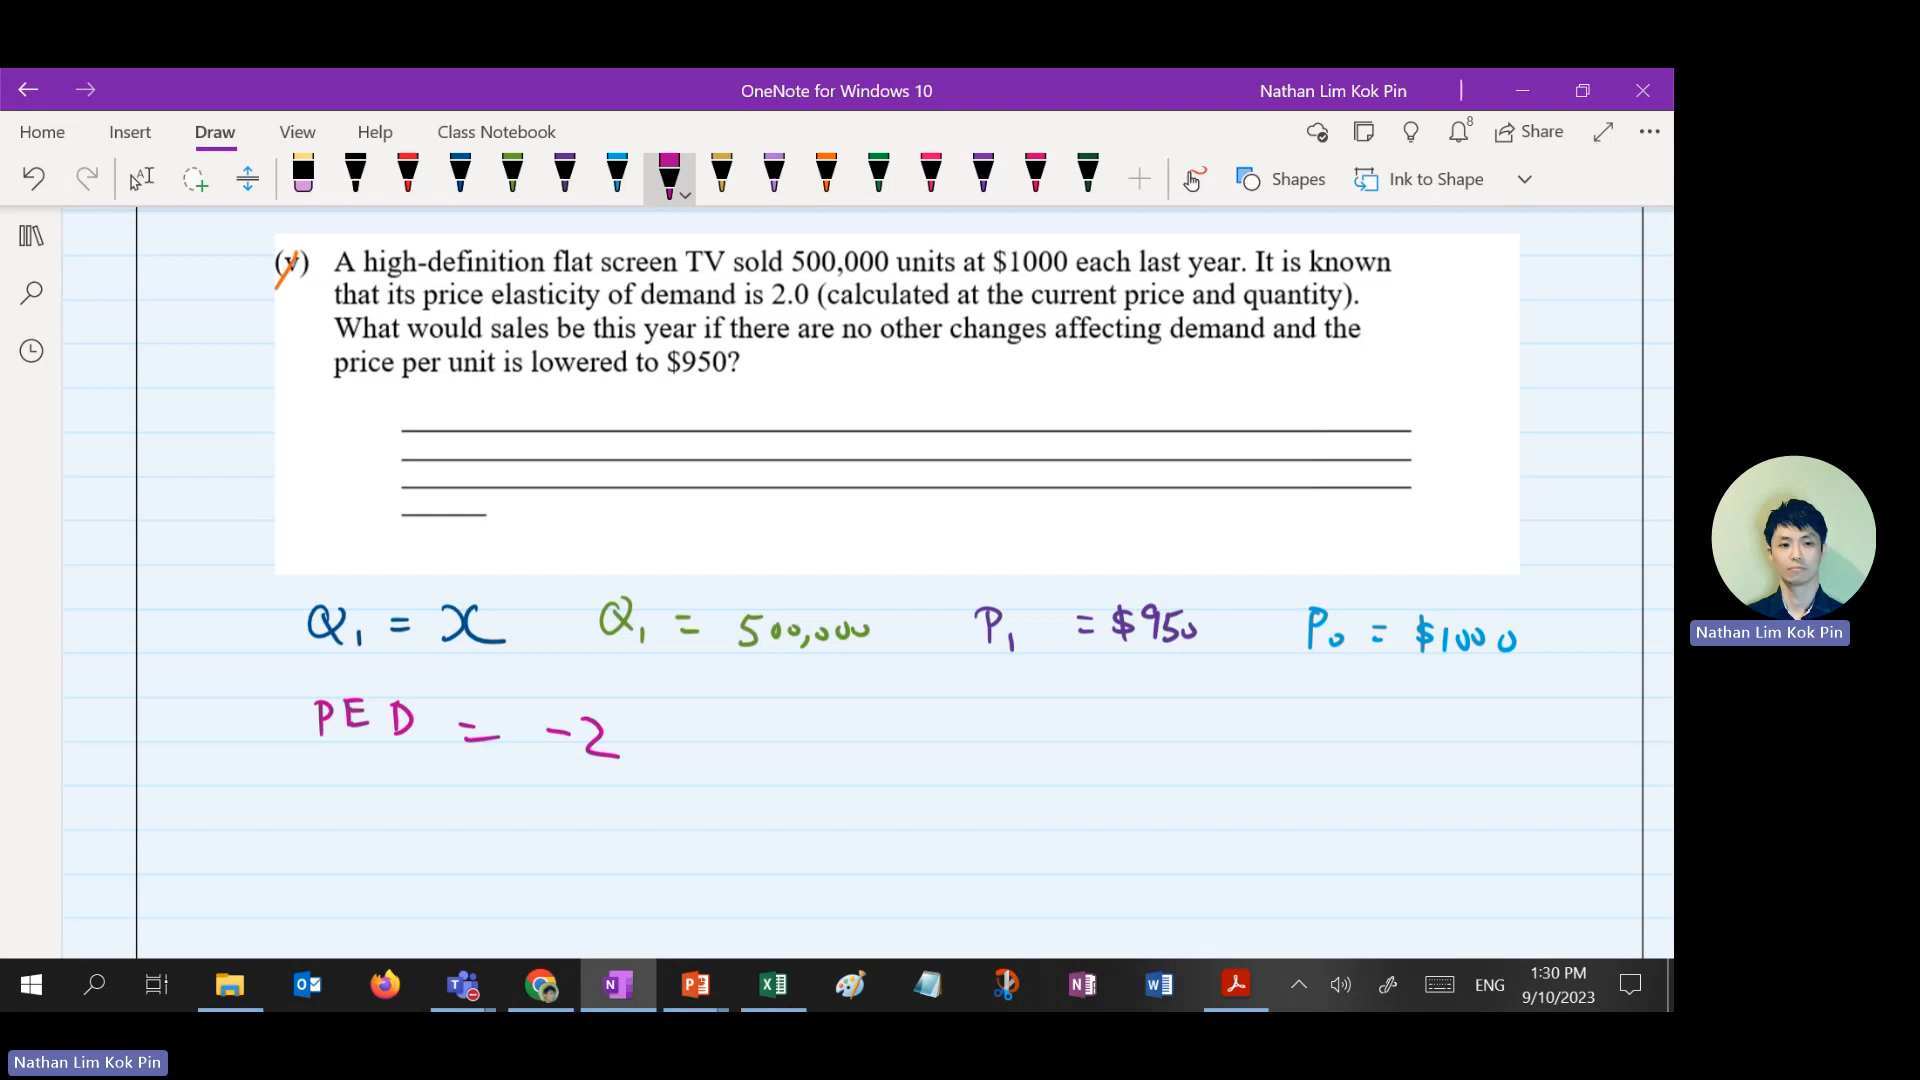 OneNote for Windows 10
Nathan Lim Kok Pin
Home Insert Draw View Help Class Notebook
8
Share
Shapes
Ink to Shape
(v) A high-definition flat screen TV sold 500,000 units at $1000 each last year. It is known
that its price elasticity of demand is 2.0 (calculated at the current price and quantity).
What would sales be this year if there are no other changes affecting demand and the
price per unit is lowered to $950?
Q₁ = x Q₁ = 500,000 P₁ = $950 P₀ = $1000
PED = -2
Nathan Lim Kok Pin
ENG
1:30 PM
9/10/2023
Nathan Lim Kok Pin